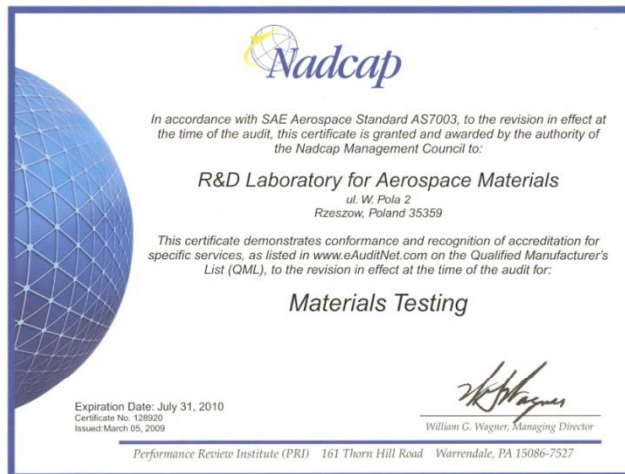 Nadcap
In accordance with SAE Aerospace Standard AS7003, to the revision in effect at
the time of the audit, this certificate is granted and awarded by the authority of
the Nadcap Management Council to:
R&D Laboratory for Aerospace Materials
ul. W. Pola 2
Rzeszow, Poland 35359
This certificate demonstrates conformance and recognition of accreditation for
specific services, as listed in www.eAuditNet.com on the Qualified Manufacturer's
List (QML), to the revision in effect at the time of the audit for:
Materials Testing
Expiration Date: July 31, 2010
Certificate No. 128920
Issued:March 05, 2009
William G. Wagner, Managing Director
Performance Review Institute (PRI) 161 Thorn Hill Road Warrendale, PA 15086-7527